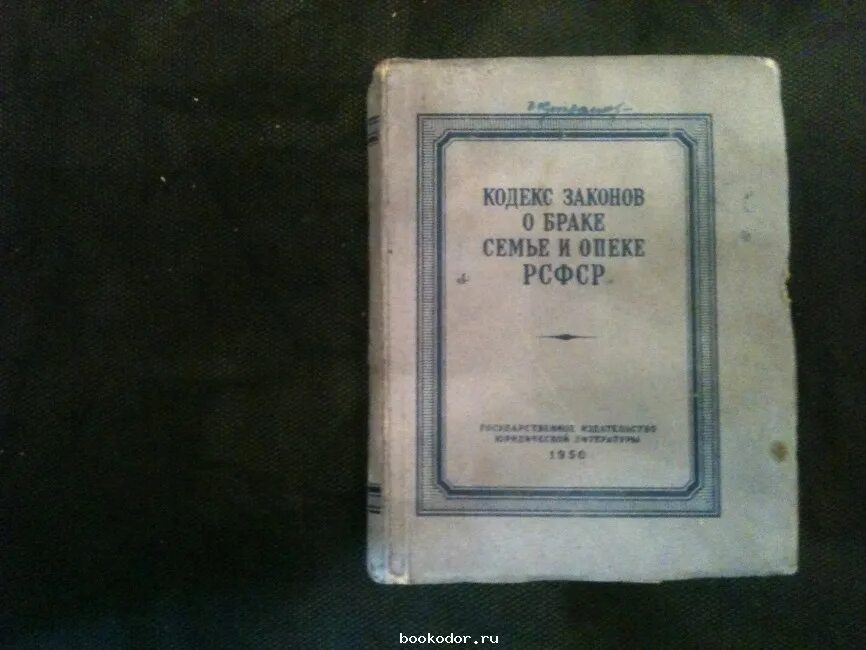 КОДЕКС ЗАКОНОВ
О БРАКЕ
СЕМЬЕ И ОПЕКЕ
РСФСР
ГОСУДАРСТВЕННОЕ ИЗДАТЕЛЬСТВО
ЮРИДИЧЕСКОЙ ЛИТЕРАТУРЫ
1950
bookodor.ru